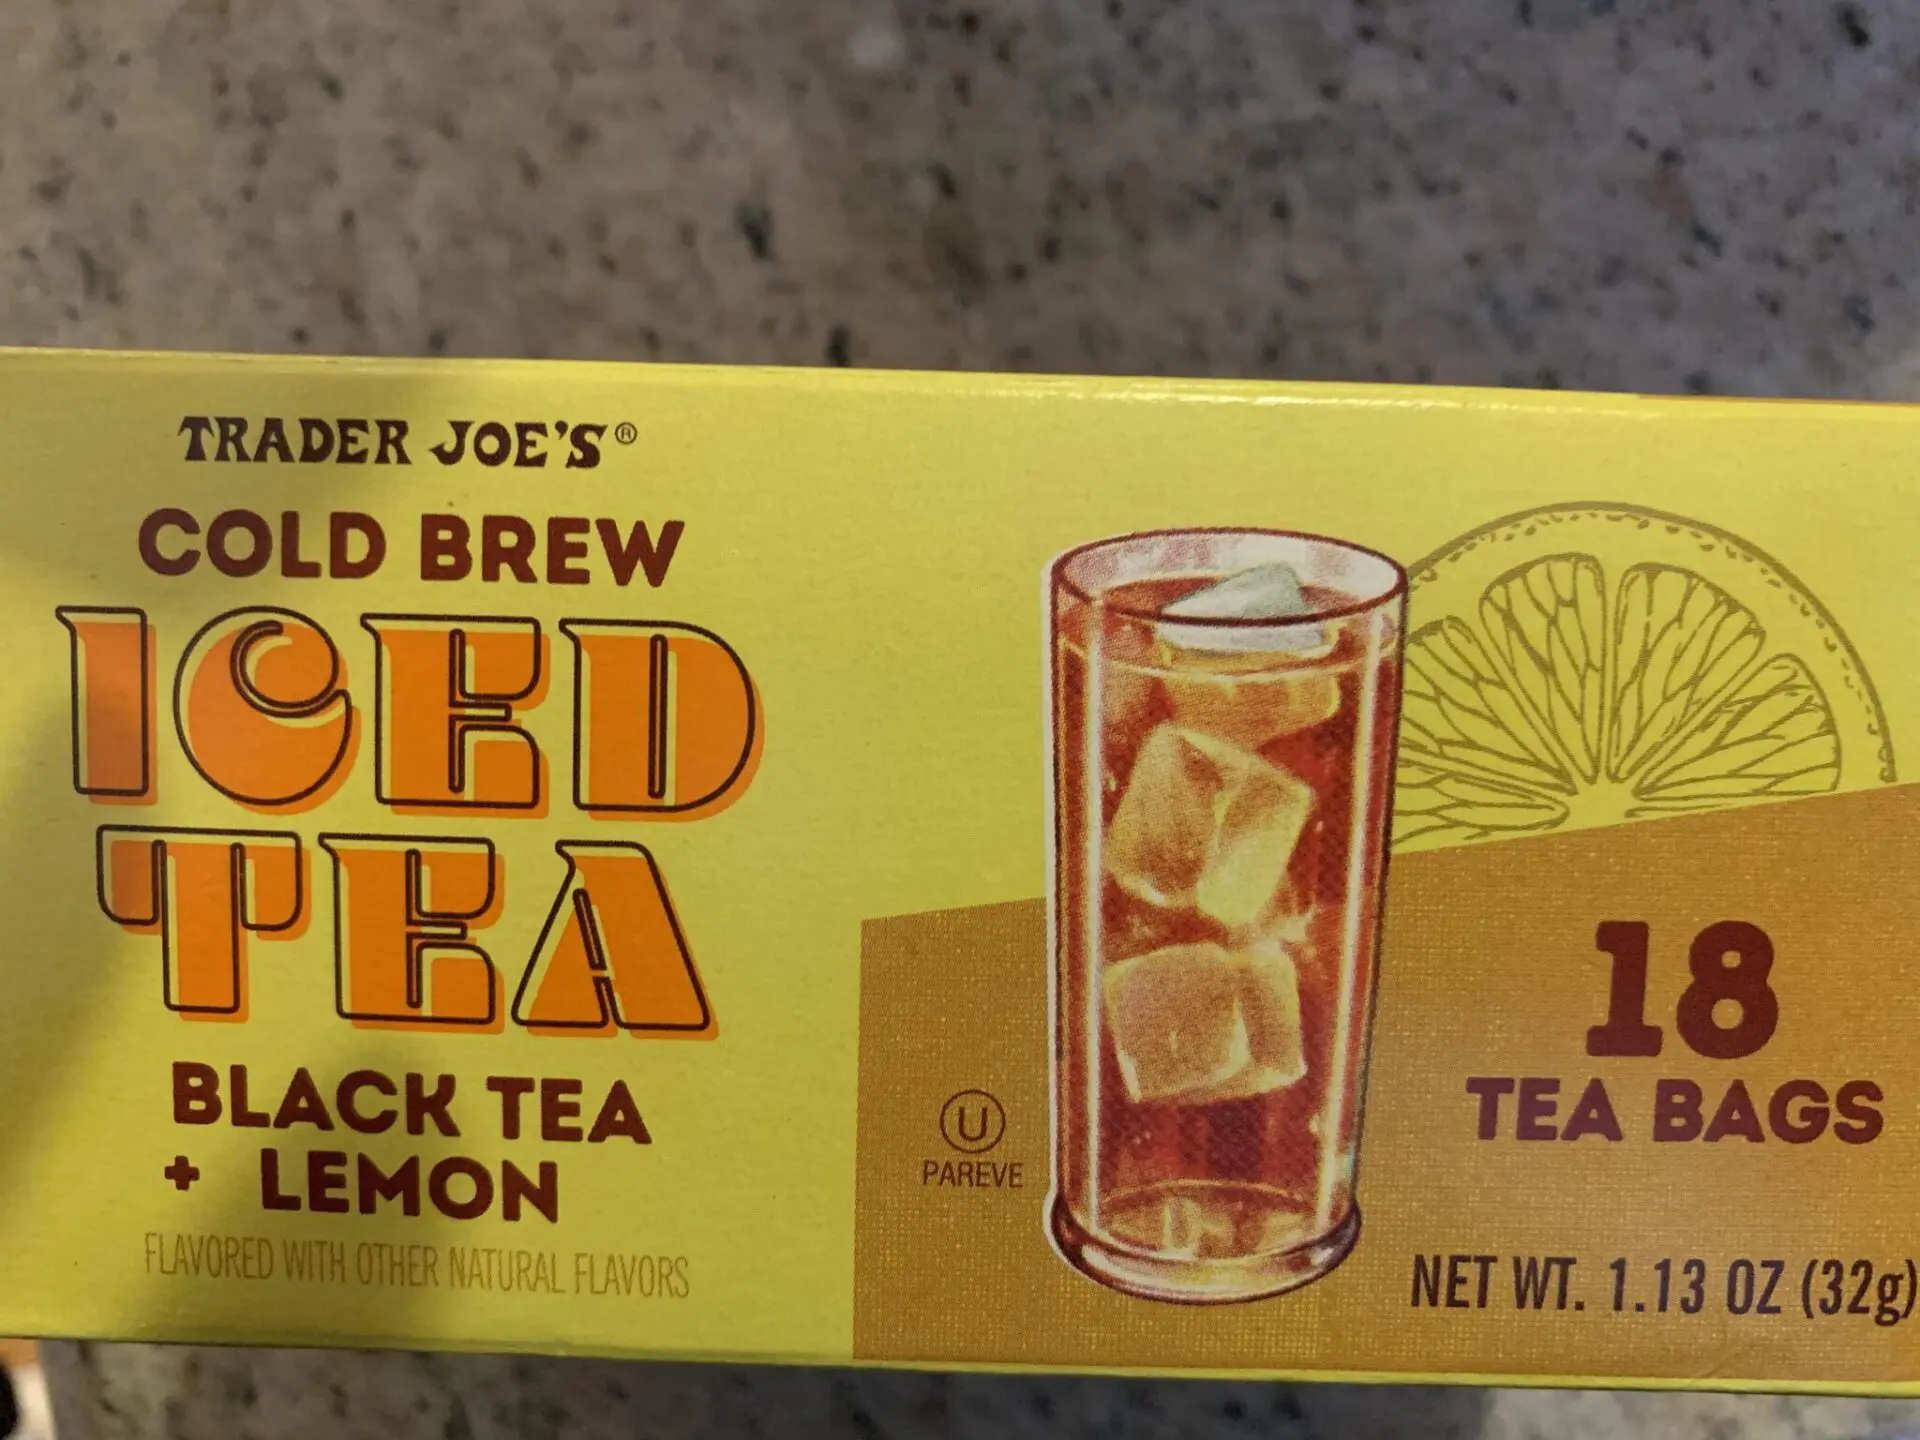 TRADER JOE'S®
COLD BREW
ICED
TEA
BLACK TEA
+ LEMON
FLAVORED WITH OTHER NATURAL FLAVORS
U
PAREVE
18
TEA BAGS
NET WT. 1.13 OZ (32g)